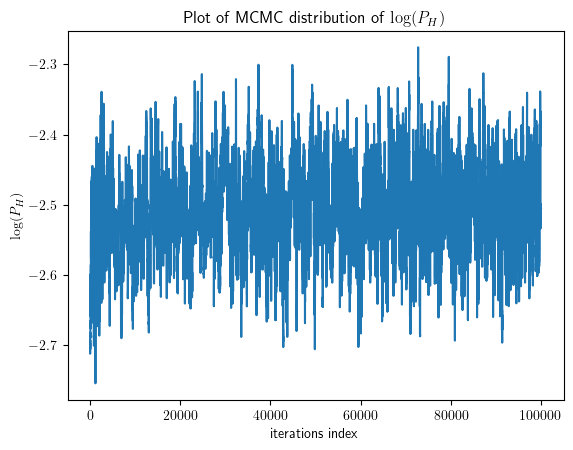 Plot of MCMC distribution of log(P_H)
log(P_H)
−2.3
−2.4
−2.5
−2.6
−2.7
0 20000 40000 60000 80000 100000
iterations index